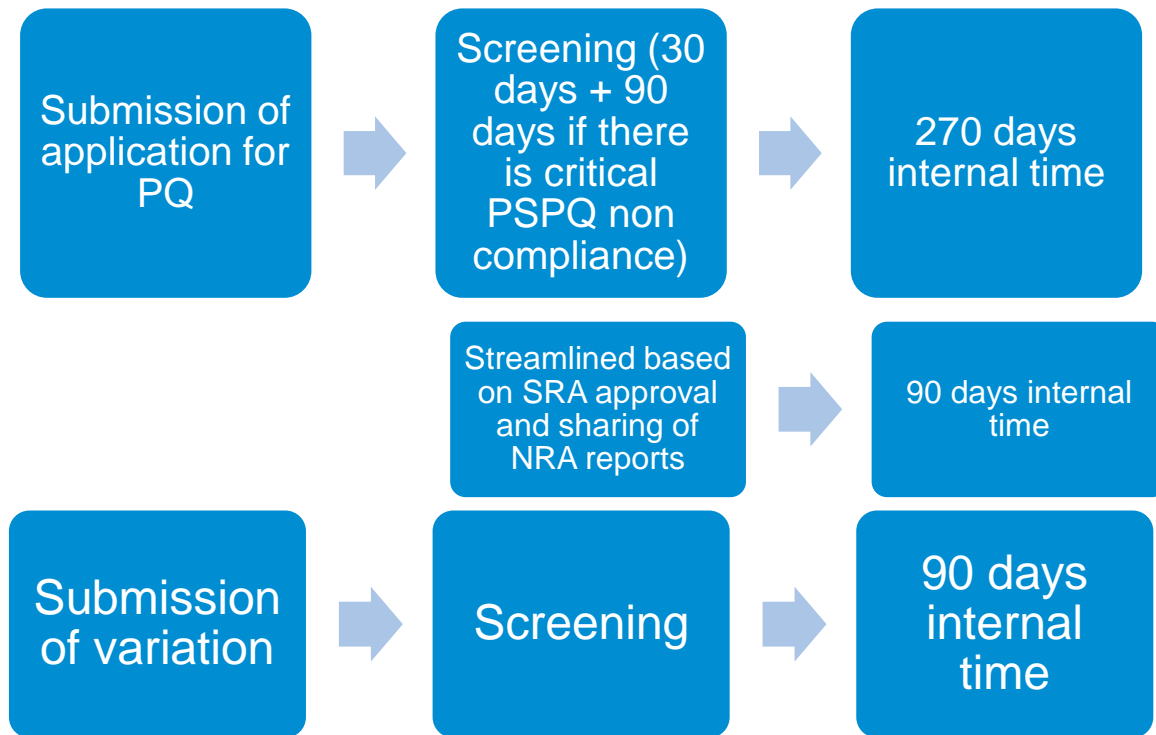 Submission of
application for
PQ
Screening (30
days + 90
days if there
is critical
PSPQ non
compliance)
270 days
internal time
Streamlined based
on SRA approval
and sharing of
NRA reports
90 days internal
time
Submission
of variation
Screening
90 days
internal
time